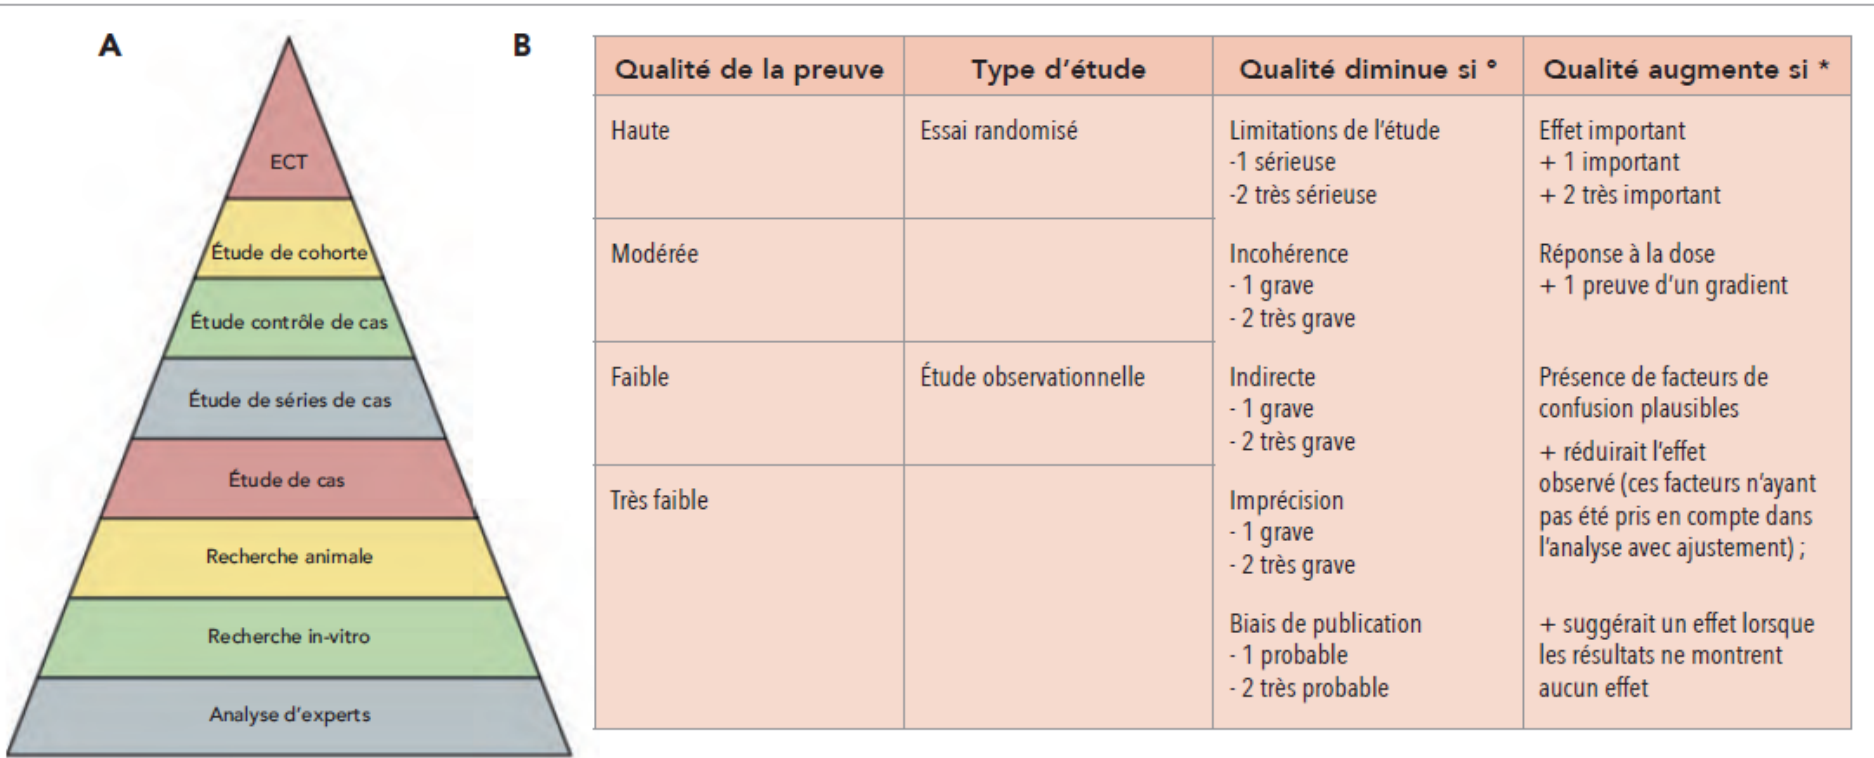 A
ECT
Étude de cohorte
Étude contrôle de cas
Étude de séries de cas
Étude de cas
Recherche animale
Recherche in-vitro
Analyse d'experts
B
Qualité de la preuve
Type d'étude
Qualité diminue si °
Qualité augmente si *
Haute
Essai randomisé
Limitations de l'étude
-1 sérieuse
-2 très sérieuse
Effet important
+ 1 important
+ 2 très important
Modérée
Incohérence
- 1 grave
- 2 très grave
Réponse à la dose
+ 1 preuve d'un gradient
Faible
Étude observationnelle
Indirecte
- 1 grave
- 2 très grave
Présence de facteurs de
confusion plausibles
+ réduirait l'effet
observé (ces facteurs n'ayant
pas été pris en compte dans
l'analyse avec ajustement) ;
Très faible
Imprécision
- 1 grave
- 2 très grave
Biais de publication
- 1 probable
- 2 très probable
+ suggérait un effet lorsque
les résultats ne montrent
aucun effet